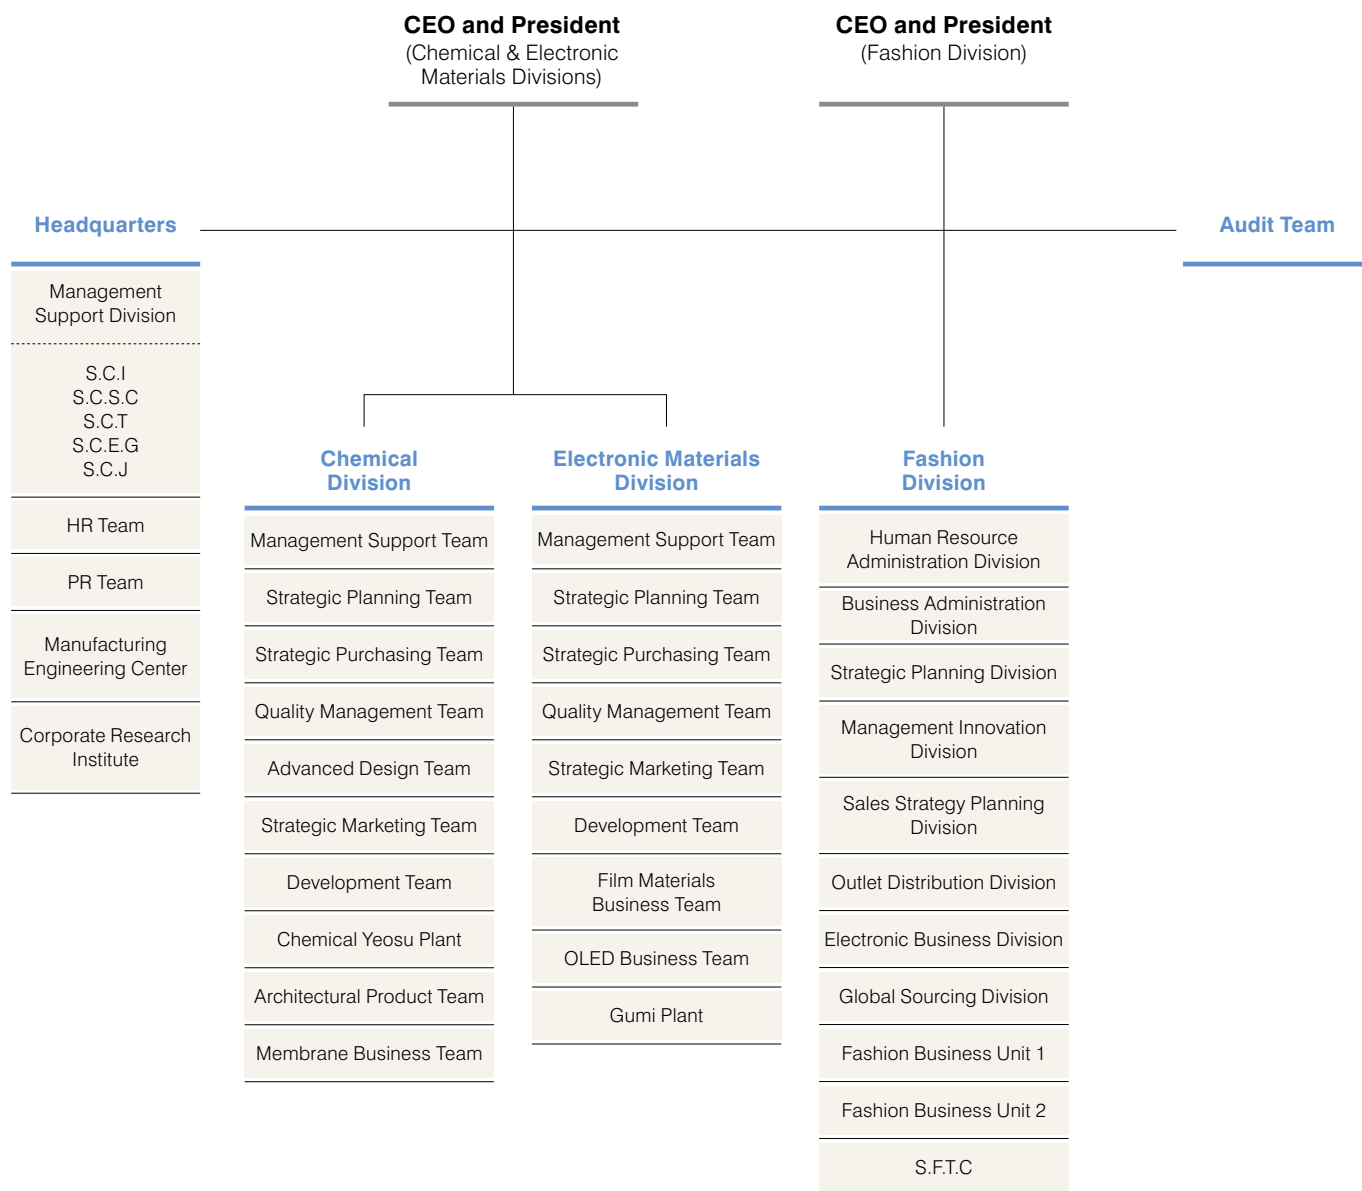 CEO and President
(Chemical & Electronic
Materials Divisions)
CEO and President
(Fashion Division)
Headquarters
Management
Support Division
S.C.I
S.C.S.C
S.C.T
S.C.E.G
S.C.J
HR Team
PR Team
Manufacturing
Engineering Center
Corporate Research
Institute
Audit Team
Chemical
Division
Management Support Team
Strategic Planning Team
Strategic Purchasing Team
Quality Management Team
Advanced Design Team
Strategic Marketing Team
Development Team
Chemical Yeosu Plant
Architectural Product Team
Membrane Business Team
Electronic Materials
Division
Management Support Team
Strategic Planning Team
Strategic Purchasing Team
Quality Management Team
Strategic Marketing Team
Development Team
Film Materials
Business Team
OLED Business Team
Gumi Plant
Fashion
Division
Human Resource
Administration Division
Business Administration
Division
Strategic Planning Division
Management Innovation
Division
Sales Strategy Planning
Division
Outlet Distribution Division
Electronic Business Division
Global Sourcing Division
Fashion Business Unit 1
Fashion Business Unit 2
S.F.T.C